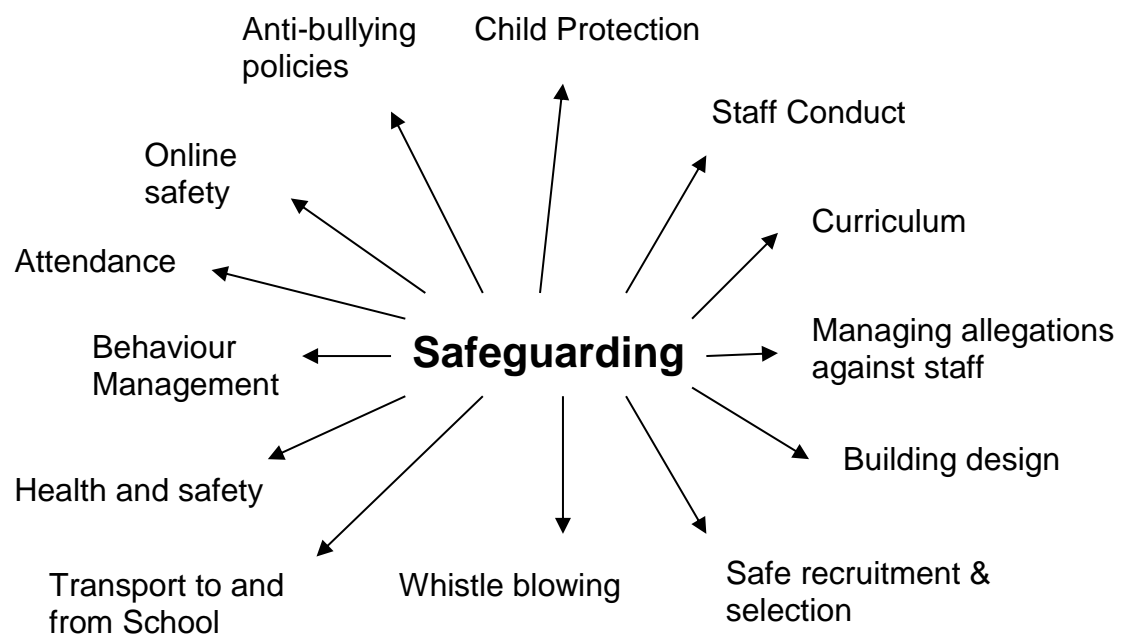 Anti-bullying
policies
Child Protection
Staff Conduct
Online
safety
Curriculum
Attendance
Behaviour
Management
Safeguarding
Managing allegations
against staff
Building design
Health and safety
Transport to and
from School
Whistle blowing
Safe recruitment &
selection